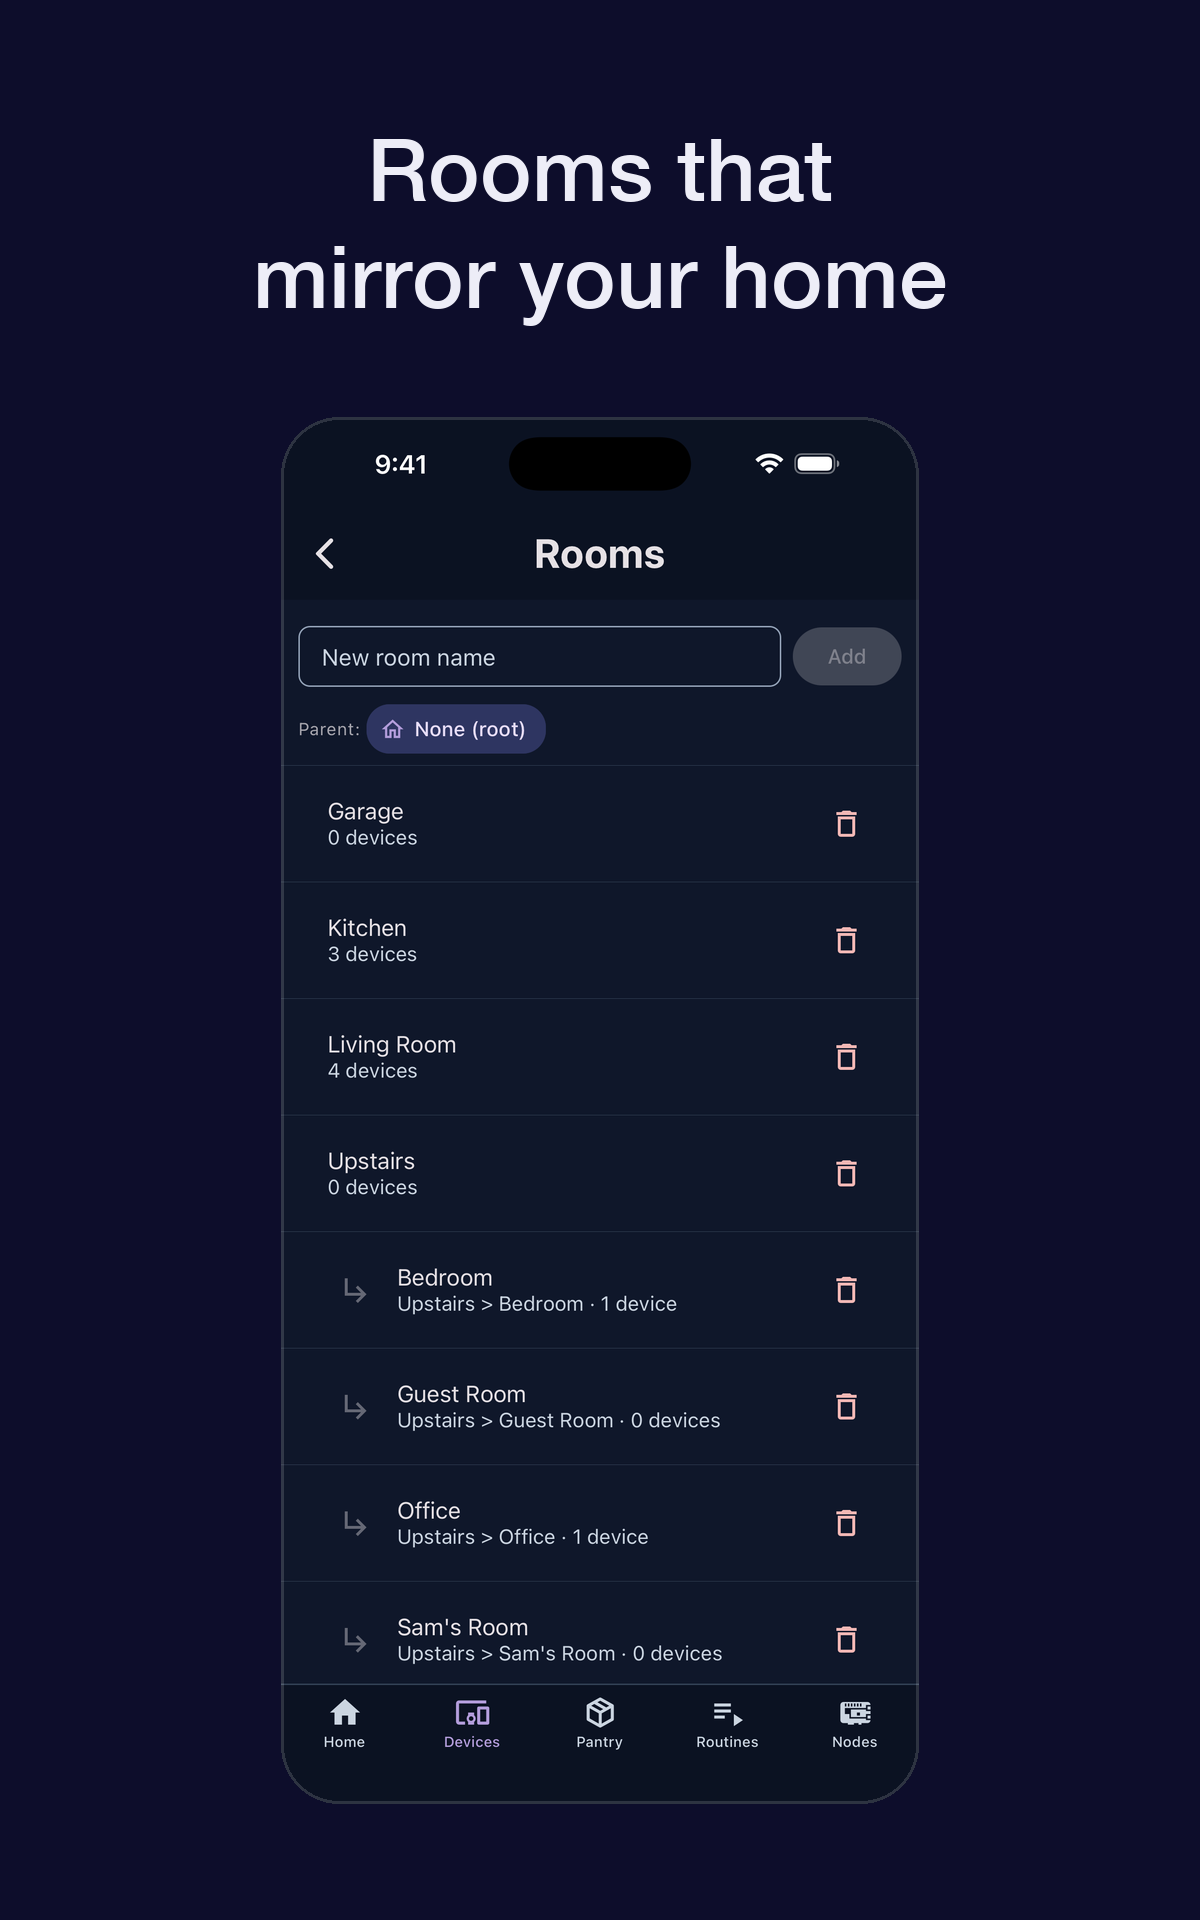 Rooms that
mirror your home
9:41
Rooms
New room name
Add
Parent:
None (root)
Garage
0 devices
Kitchen
3 devices
Living Room
4 devices
Upstairs
0 devices
Bedroom
Upstairs > Bedroom · 1 device
Guest Room
Upstairs > Guest Room · 0 devices
Office
Upstairs > Office · 1 device
Sam's Room
Upstairs > Sam's Room · 0 devices
Home
Devices
Pantry
Routines
Nodes